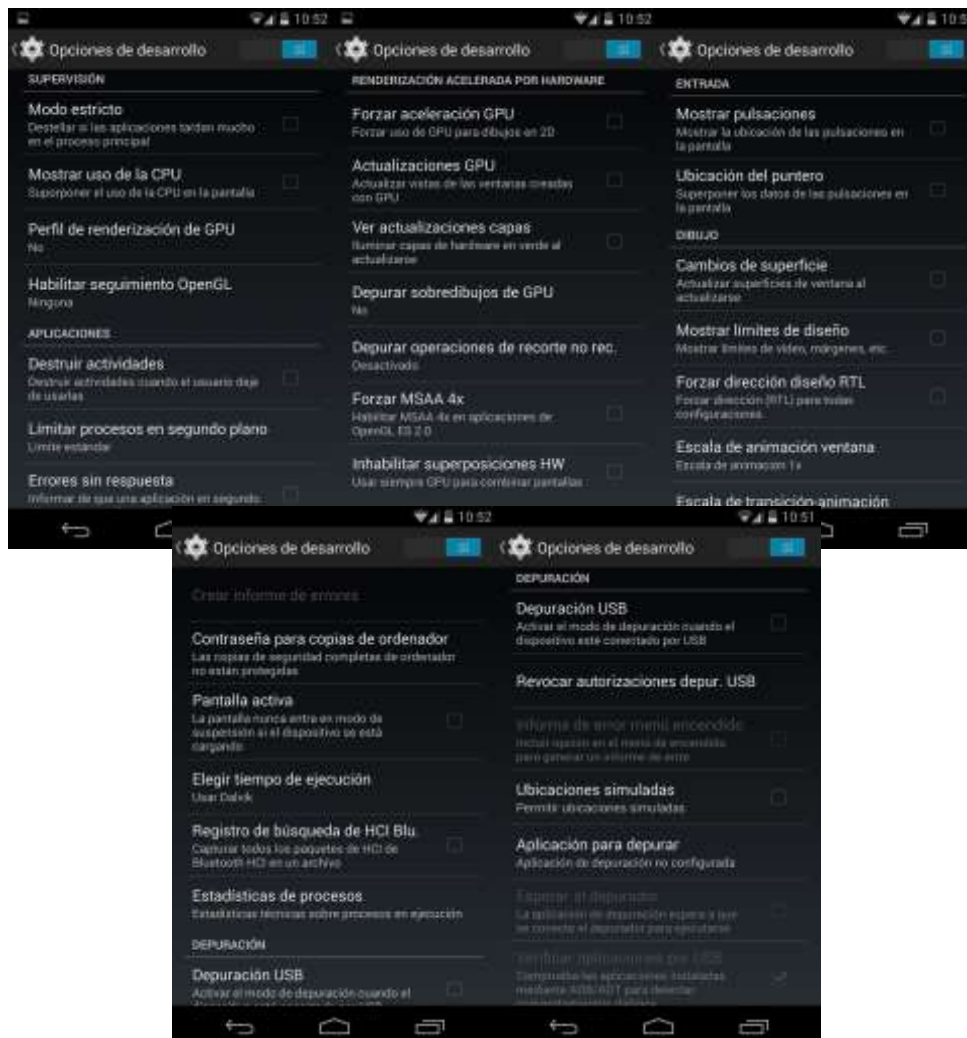 10:52
Opciones de desarrollo
SUPERVISIÓN
Modo estricto
Destellar si las aplicaciones tardan mucho
en el proceso principal
Mostrar uso de la CPU
Superponer el uso de la CPU en la pantalla
Perfil de renderización de GPU
No
Habilitar seguimiento OpenGL
Ninguna
APLICACIONES
Destruir actividades
Destruir actividades cuando el usuario deje
de usarlas
Limitar procesos en segundo plano
Límite estándar
Errores sin respuesta
Informar de que una aplicación en segundo
10:52
Opciones de desarrollo
RENDERIZACIÓN ACELERADA POR HARDWARE
Forzar aceleración GPU
Forzar uso de GPU para dibujos en 2D
Actualizaciones GPU
Actualizar vistas de las ventanas creadas
con GPU
Ver actualizaciones capas
Iluminar capas de hardware en verde al
actualizarse
Depurar sobredibujos de GPU
No
Depurar operaciones de recorte no rec.
Desactivado
Forzar MSAA 4x
Habilitar MSAA 4x en aplicaciones de
OpenGL ES 2.0
Inhabilitar superposiciones HW
Usar siempre GPU para combinar pantallas
Opciones de desarrollo
ENTRADA
Mostrar pulsaciones
Mostrar la ubicación de las pulsaciones en
la pantalla
Ubicación del puntero
Superponer los datos de las pulsaciones en
la pantalla
DIBUJO
Cambios de superficie
Actualizar superficies de ventana al
actualizarse
Mostrar límites de diseño
Mostrar límites de vídeo, márgenes, etc.
Forzar dirección diseño RTL
Forzar dirección (RTL) para todas
configuraciones
Escala de animación ventana
Escala de animación 1x
Escala de transición-animación
10:52
Opciones de desarrollo
Crear informe de errores
Contraseña para copias de ordenador
Las copias de seguridad completas de ordenador
no están protegidas
Pantalla activa
La pantalla nunca entra en modo de
suspensión si el dispositivo se está
cargando
Elegir tiempo de ejecución
Usar Dalvik
Registro de búsqueda de HCI Blu.
Capturar todos los paquetes de HCI de
Bluetooth HCI en un archivo
Estadísticas de procesos
Estadísticas técnicas sobre procesos en ejecución
DEPURACIÓN
Depuración USB
Activar el modo de depuración cuando el
10:51
Opciones de desarrollo
DEPURACIÓN
Depuración USB
Activar el modo de depuración cuando el
dispositivo esté conectado por USB
Revocar autorizaciones depur. USB
Informe de error menú encendido
Incluir opción en el menú de encendido
para generar un informe de error
Ubicaciones simuladas
Permitir ubicaciones simuladas
Aplicación para depurar
Aplicación de depuración no configurada
Esperar al depurador
La aplicación de depuración espera a que
se conecte el depurador para ejecutarse
Verificar aplicaciones por USB
Comprueba las aplicaciones instaladas
mediante ADB/ADT para detectar